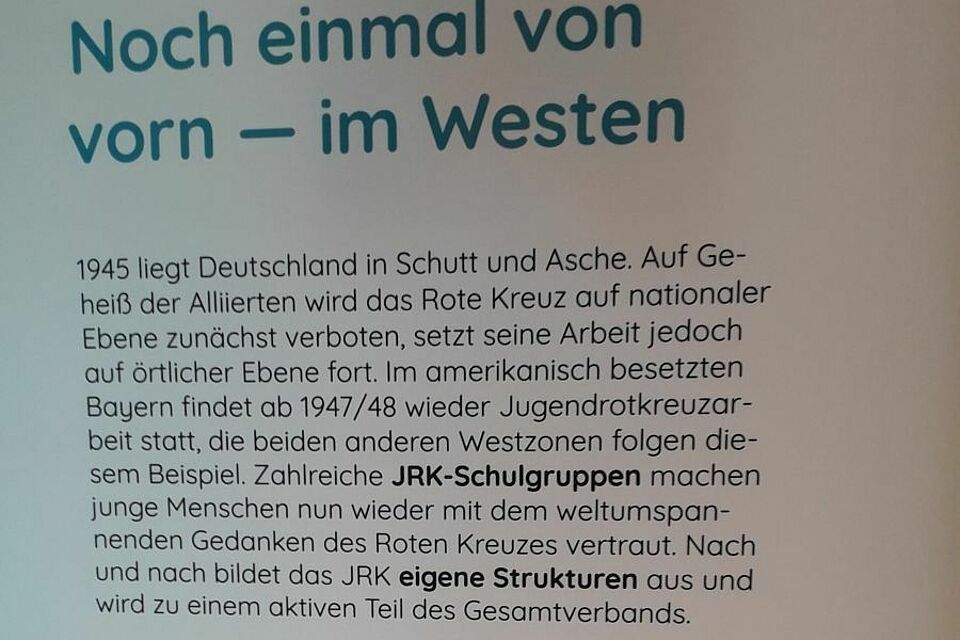 Noch einmal von
vorn – im Westen
1945 liegt Deutschland in Schutt und Asche. Auf Ge-
heiß der Alliierten wird das Rote Kreuz auf nationaler
Ebene zunächst verboten, setzt seine Arbeit jedoch
auf örtlicher Ebene fort. Im amerikanisch besetzten
Bayern findet ab 1947/48 wieder Jugendrotkreuzar-
beit statt, die beiden anderen Westzonen folgen die-
sem Beispiel. Zahlreiche JRK-Schulgruppen machen
junge Menschen nun wieder mit dem weltumspan-
nenden Gedanken des Roten Kreuzes vertraut. Nach
und nach bildet das JRK eigene Strukturen aus und
wird zu einem aktiven Teil des Gesamtverbands.